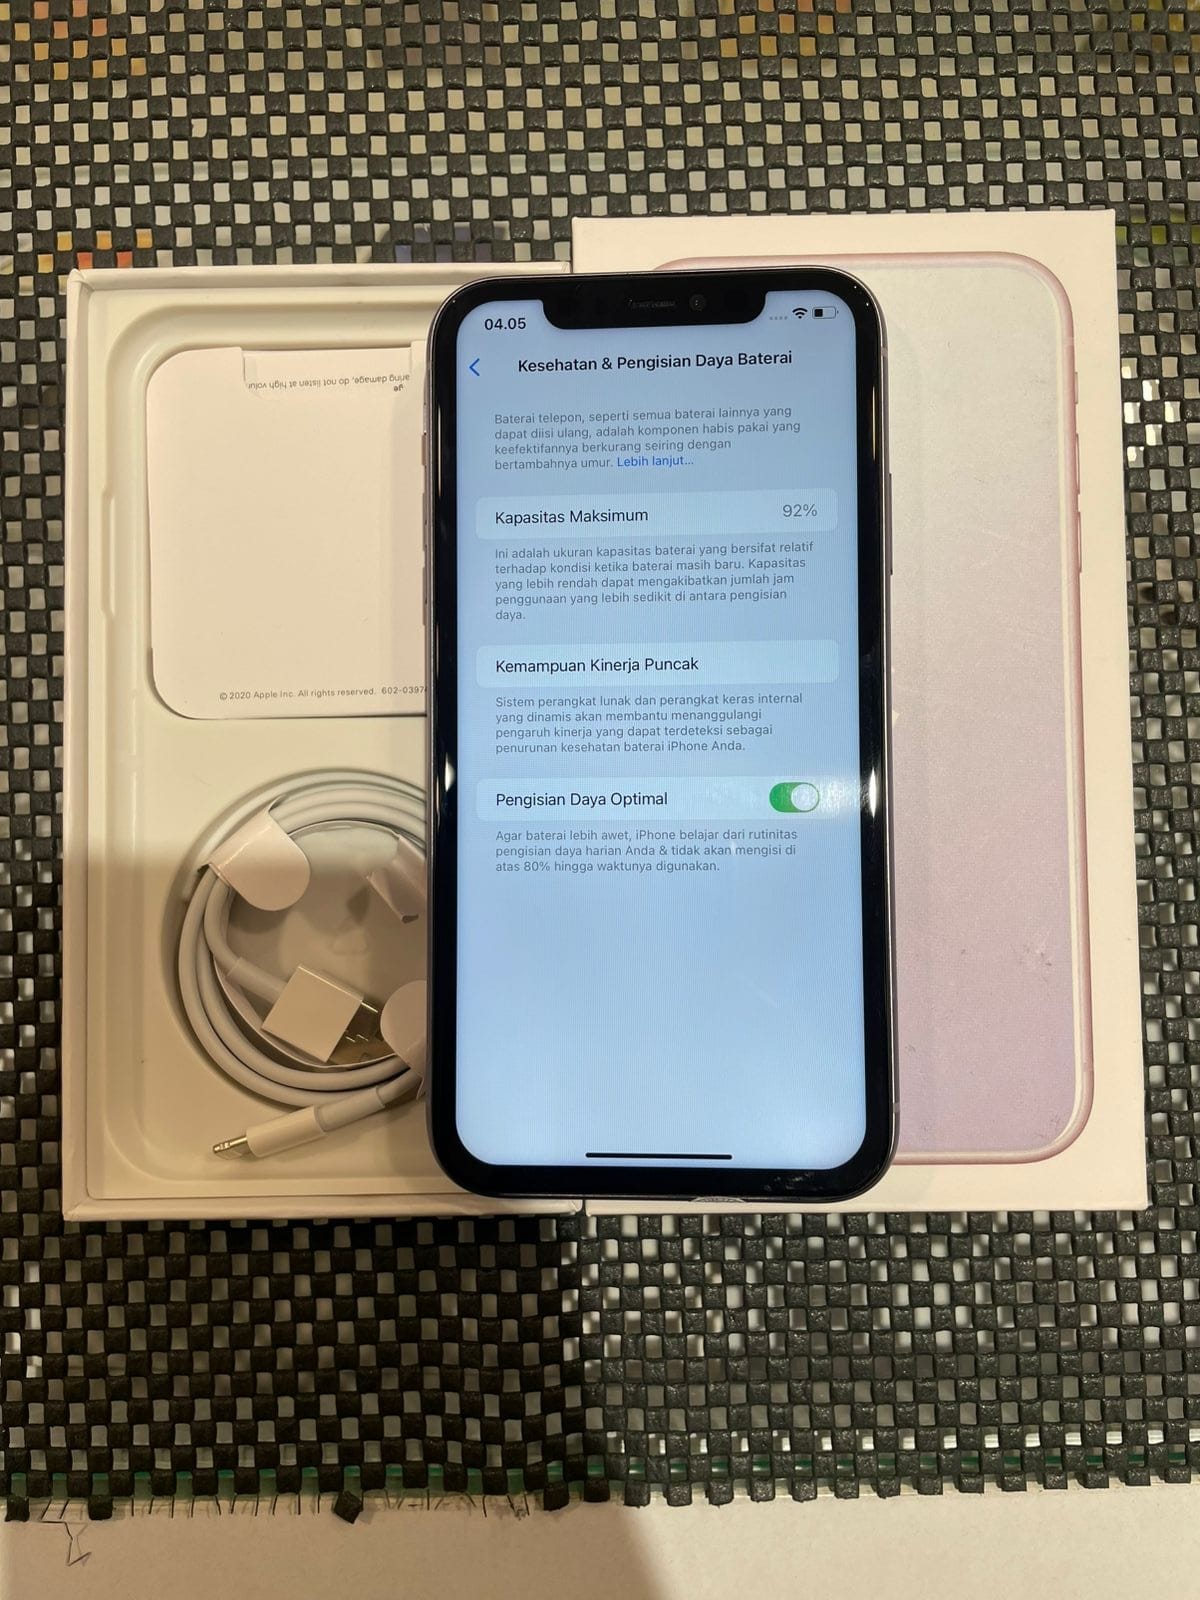 04.05
Kesehatan & Pengisian Daya Baterai
Baterai telepon, seperti semua baterai lainnya yang
dapat diisi ulang, adalah komponen habis pakai yang
keefektifannya berkurang seiring dengan
bertambahnya umur. Lebih lanjut...
Kapasitas Maksimum 92%
Ini adalah ukuran kapasitas baterai yang bersifat relatif
terhadap kondisi ketika baterai masih baru. Kapasitas
yang lebih rendah dapat mengakibatkan jumlah jam
penggunaan yang lebih sedikit di antara pengisian
daya.
Kemampuan Kinerja Puncak
Sistem perangkat lunak dan perangkat keras internal
yang dinamis akan membantu menanggulangi
pengaruh kinerja yang dapat terdeteksi sebagai
penurunan kesehatan baterai iPhone Anda.
Pengisian Daya Optimal
Agar baterai lebih awet, iPhone belajar dari rutinitas
pengisian daya harian Anda & tidak akan mengisi di
atas 80% hingga waktunya digunakan.
aring damage, do not listen at high volu
© 2020 Apple Inc. All rights reserved. 602-0397